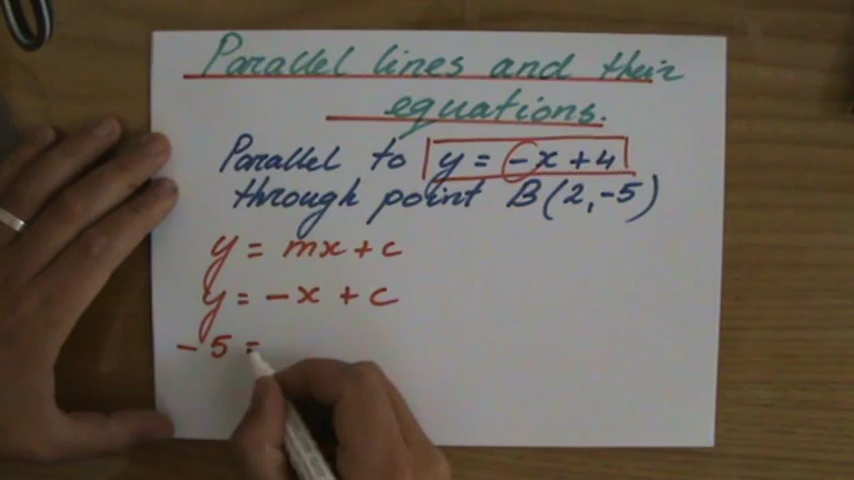 Parallel lines and their
equations.
Parallel to y = -x + 4
through point B(2,-5)
y = mx + c
y = -x + c
-5 =